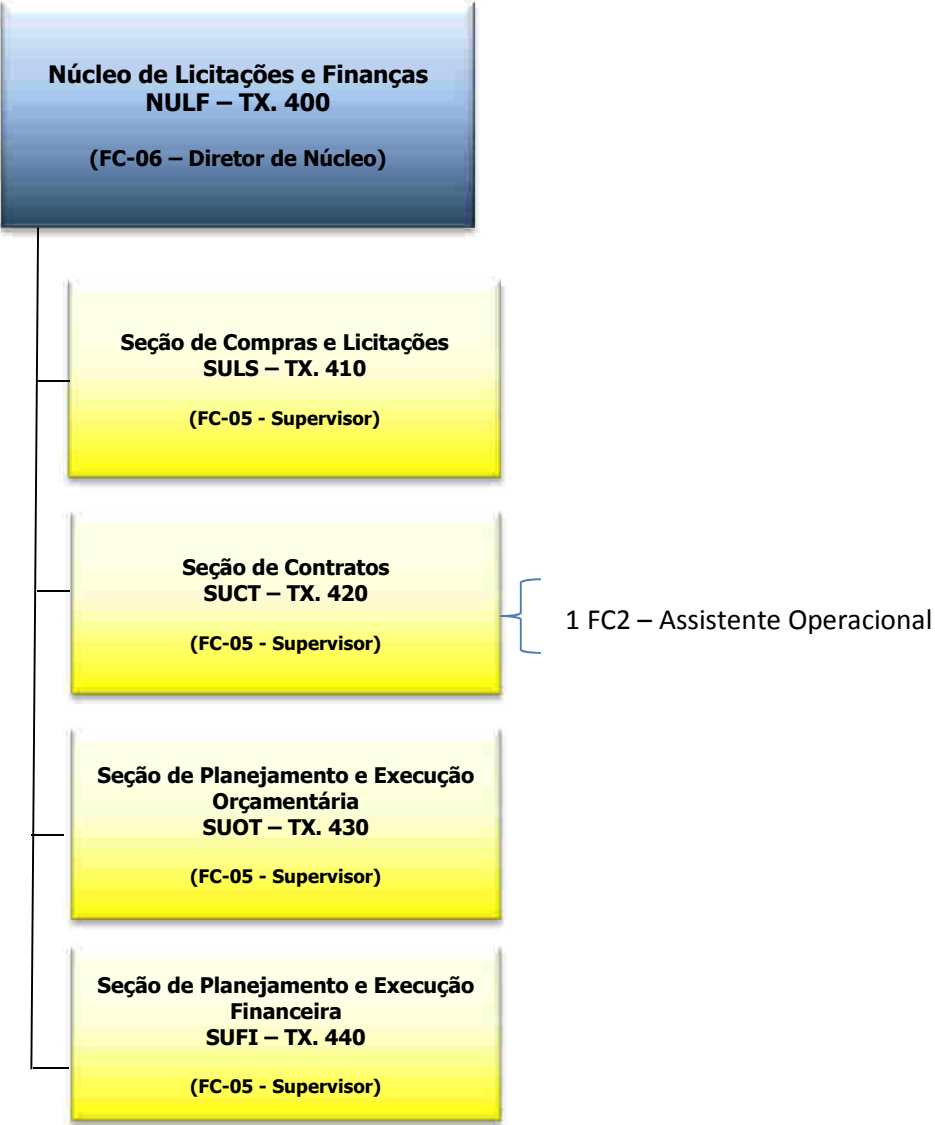 Núcleo de Licitações e Finanças
NULF – TX. 400
(FC-06 – Diretor de Núcleo)
Seção de Compras e Licitações
SULS – TX. 410
(FC-05 - Supervisor)
Seção de Contratos
SUCT – TX. 420
(FC-05 - Supervisor)
1 FC2 – Assistente Operacional
Seção de Planejamento e Execução
Orçamentária
SUOT – TX. 430
(FC-05 - Supervisor)
Seção de Planejamento e Execução
Financeira
SUFI – TX. 440
(FC-05 - Supervisor)